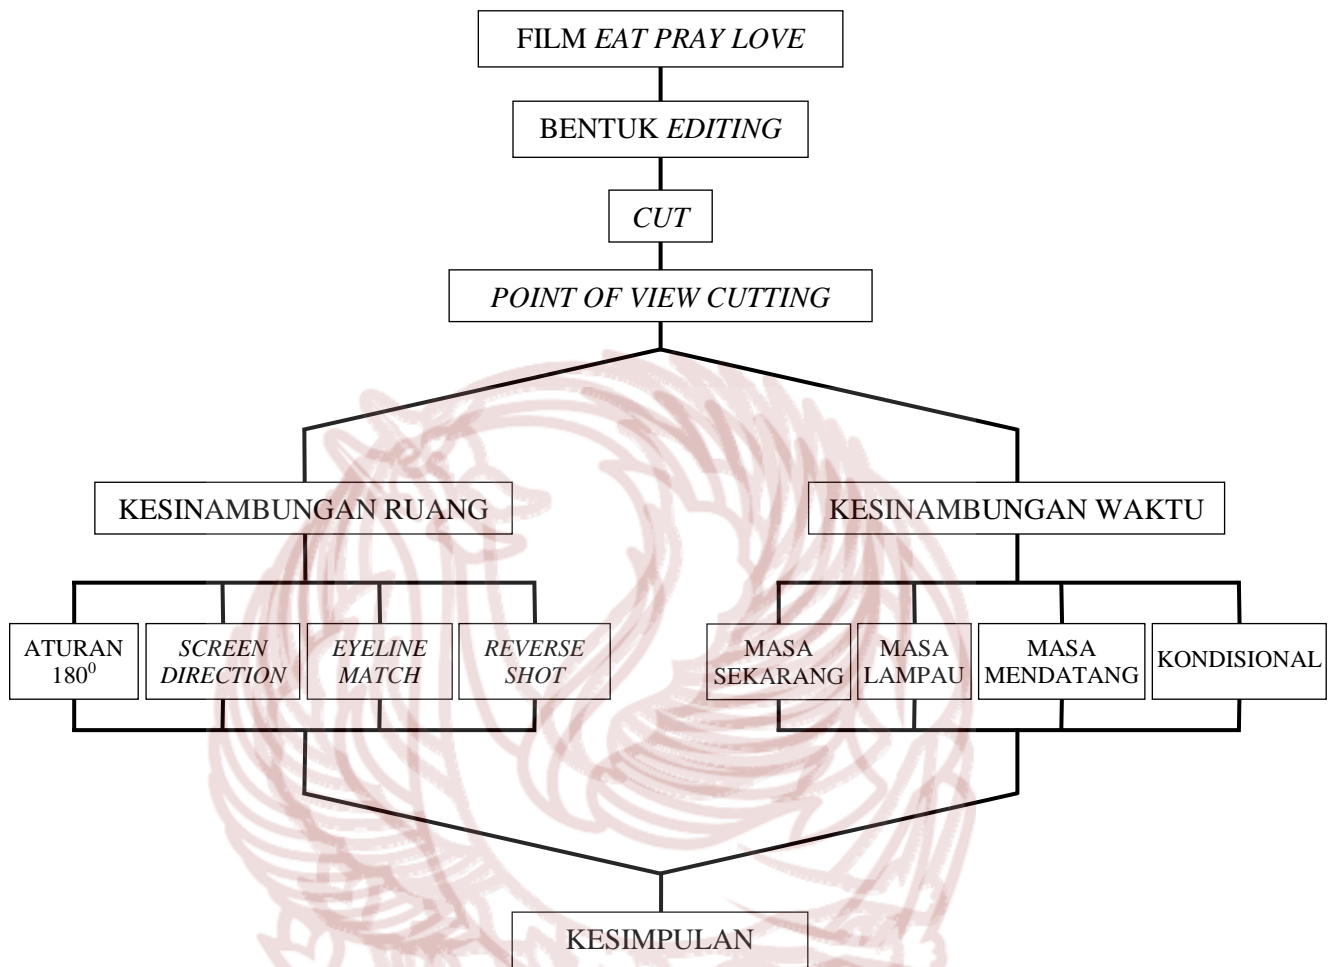 FILM EAT PRAY LOVE
BENTUK EDITING
CUT
POINT OF VIEW CUTTING
KESINAMBUNGAN RUANG
KESINAMBUNGAN WAKTU
ATURAN
180⁰
SCREEN
DIRECTION
EYELINE
MATCH
REVERSE
SHOT
MASA
SEKARANG
MASA
LAMPAU
MASA
MENDATANG
KONDISIONAL
KESIMPULAN